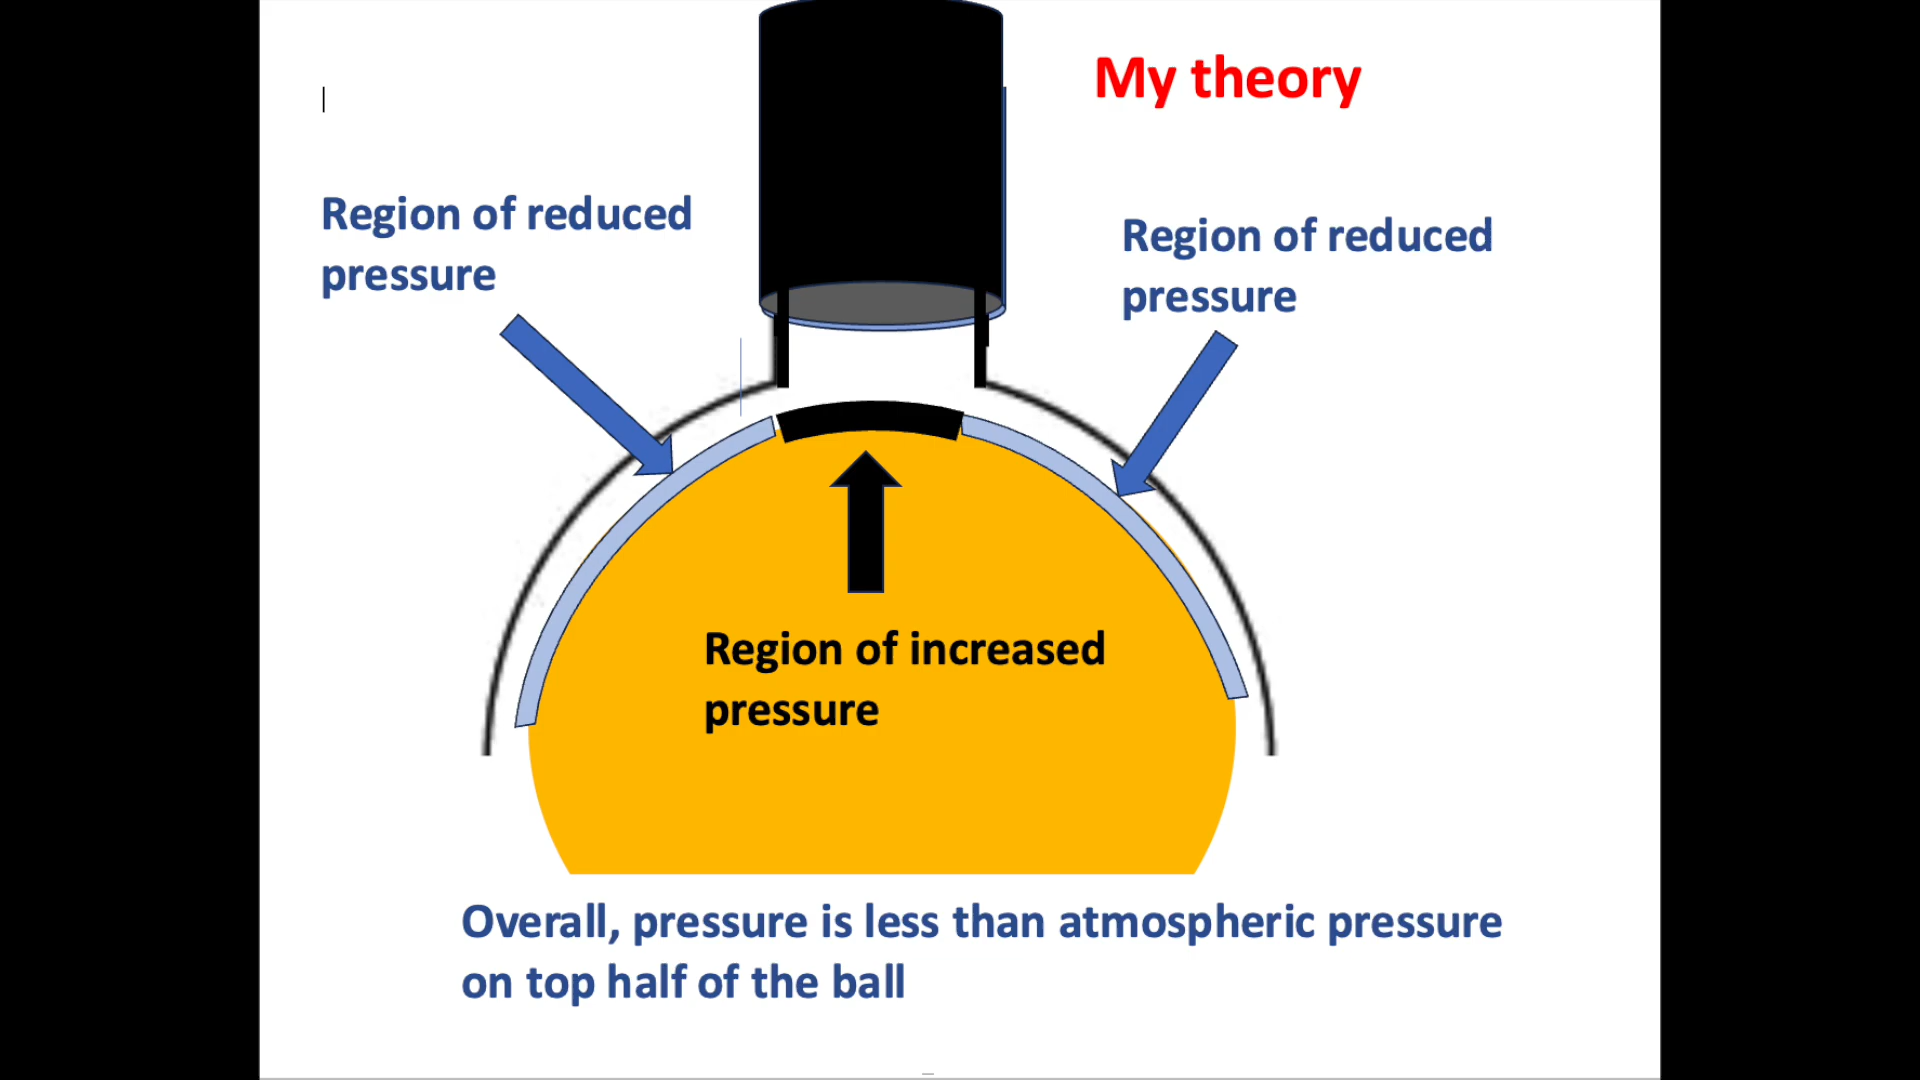 My theory
Region of reduced
pressure
Region of reduced
pressure
Region of increased
pressure
Overall, pressure is less than atmospheric pressure
on top half of the ball